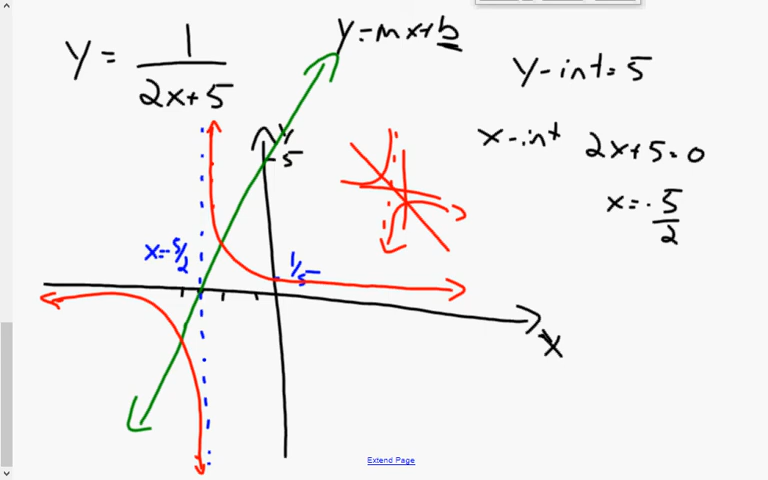 y=mx+b
Y = 1
2x+5
Y-int=5
x-int 2x+5=0
x=-5
2
Y
5
x=-5/2
1/5
X
Extend Page